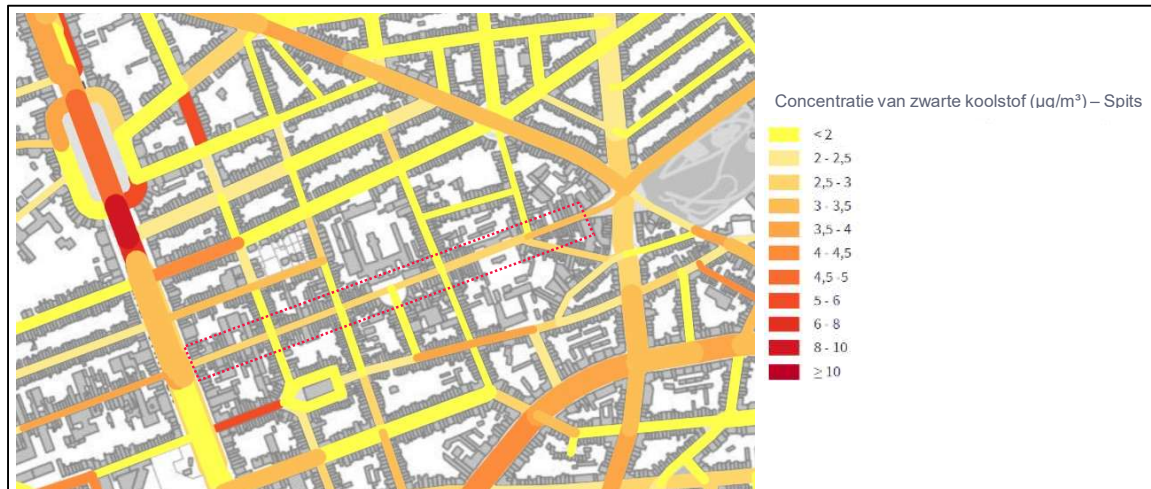 Concentratie van zwarte koolstof (µg/m³) – Spits
< 2
2 - 2,5
2,5 - 3
3 - 3,5
3,5 - 4
4 - 4,5
4,5 - 5
5 - 6
6 - 8
8 - 10
≥ 10